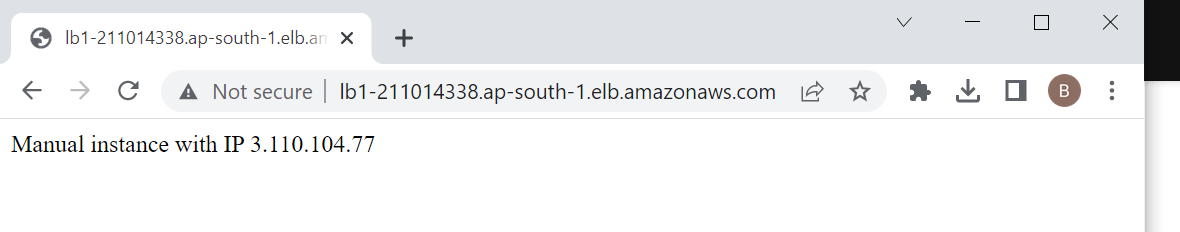 lb1-211014338.ap-south-1.elb.am
Not secure | lb1-211014338.ap-south-1.elb.amazonaws.com B
Manual instance with IP 3.110.104.77